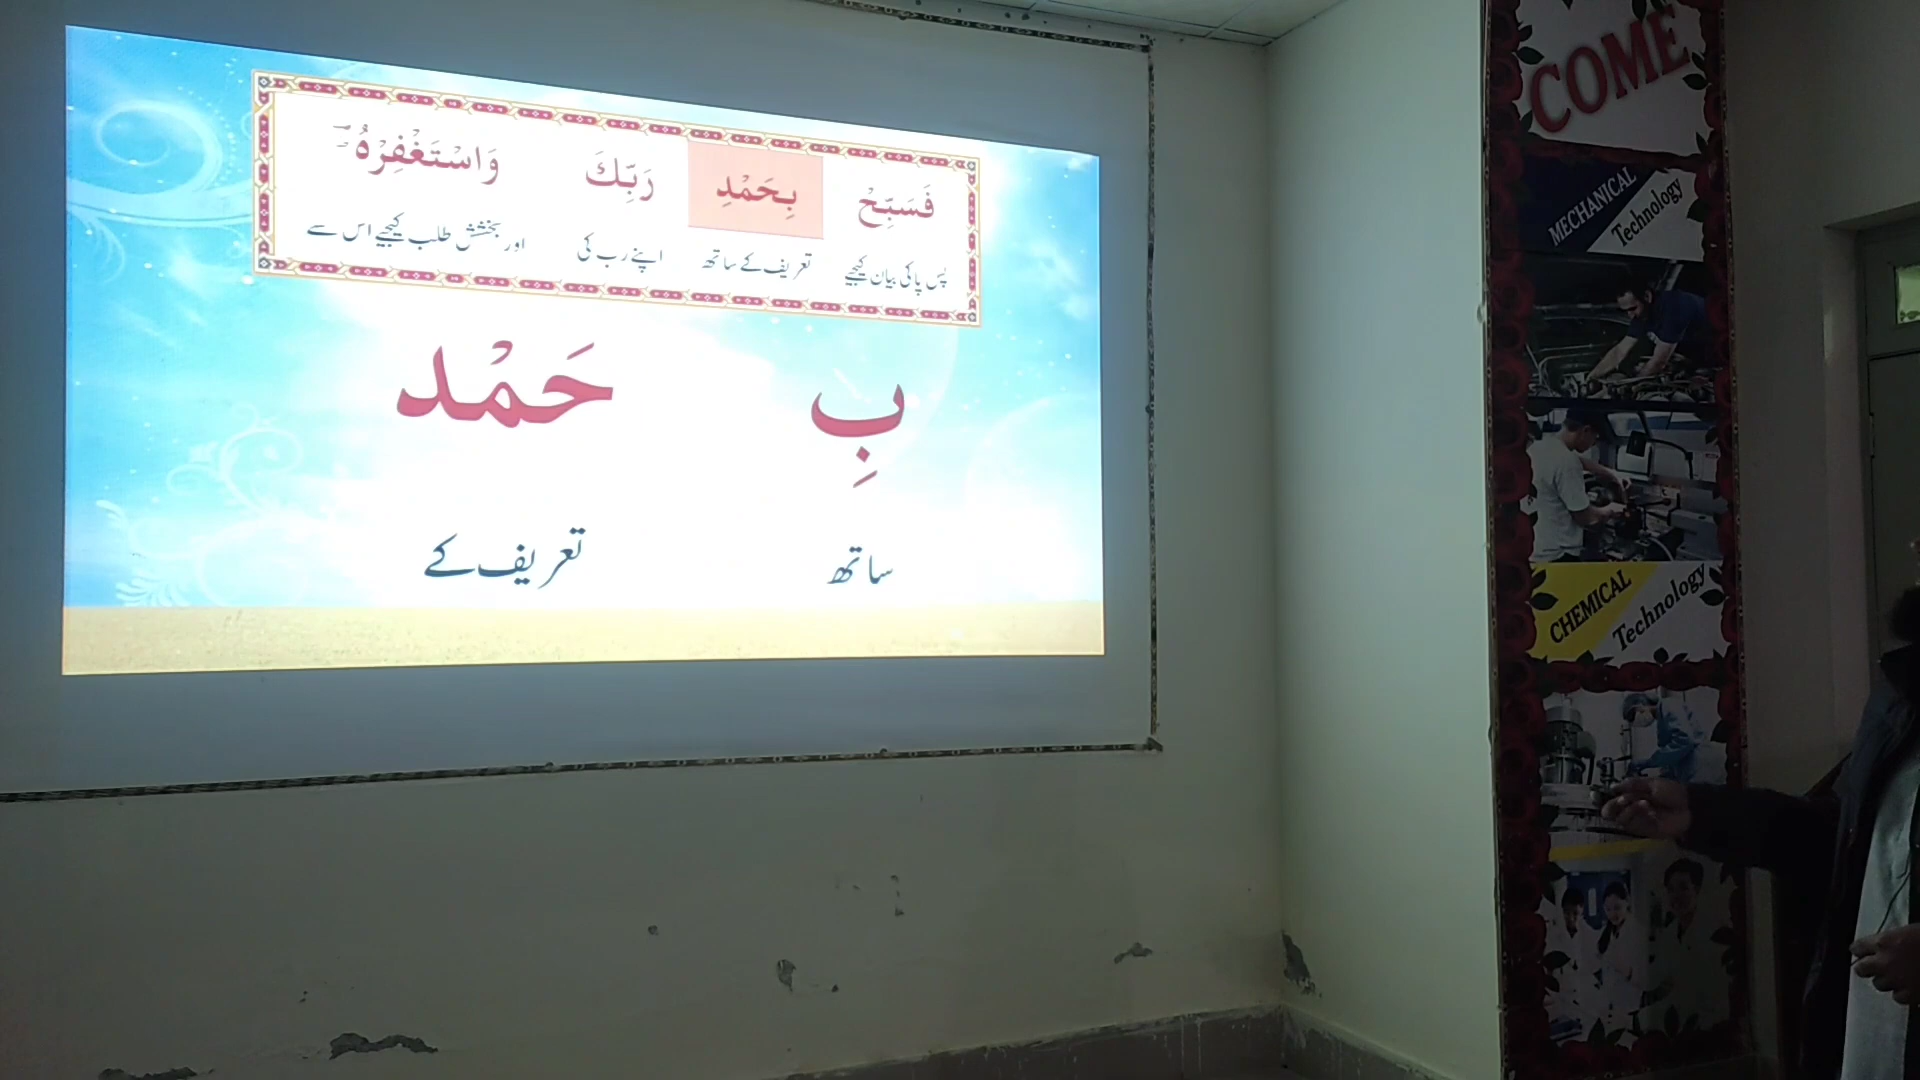 فَسَبِّحْ بِحَمْدِ رَبِّكَ وَاسْتَغْفِرْهُ ۚ
پس پاکی بیان کیجیے تعریف کے ساتھ اپنے رب کی اور بخشش طلب کیجیے اس سے
بِ حَمْد
ساتھ تعریف کے
COME
MECHANICAL
Technology
CHEMICAL
Technology